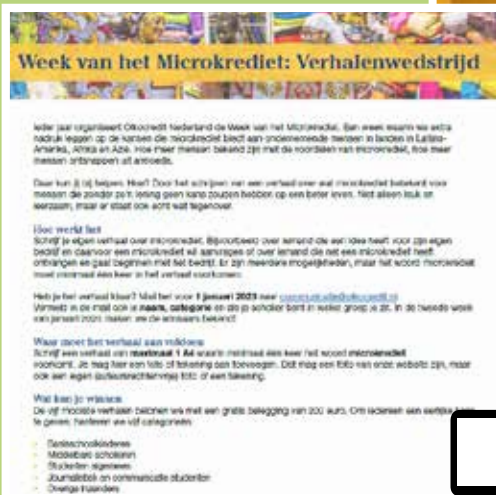 Week van het Microkrediet: Verhalenwedstrijd
Ieder jaar organiseert Oikocredit Nederland de Week van het Microkrediet. Een week waarin we extra
nadruk leggen op de kansen die microkrediet biedt aan ondernemende mensen in landen in Latijns-
Amerika, Afrika en Azië. Hoe meer mensen bekend zijn met de voordelen van microkrediet, hoe meer
mensen ontsnappen uit armoede.
Daar kun jij bij helpen. Hoe? Door het schrijven van een verhaal over wat microkrediet betekent voor
mensen die zonder zo'n lening geen kans zouden hebben op een beter leven. Niet alleen leuk en
leerzaam, maar er staat ook echt wat tegenover.
Hoe werkt het
Schrijf je eigen verhaal over microkrediet. Bijvoorbeeld over iemand die een idee heeft voor zijn eigen
bedrijf en daarvoor een microkrediet wil aanvragen of over iemand die net een microkrediet heeft
ontvangen en gaat beginnen met het bedrijf. Er zijn meerdere mogelijkheden, maar het woord microkrediet
moet minimaal één keer in het verhaal voorkomen.
Heb je het verhaal klaar? Mail het voor 1 januari 2023 naar communicatie@oikocredit.nl
Vermeld in de mail ook je naam, categorie en als je scholier bent in welke groep je zit. In de tweede week
van januari 2023 maken we de winnaars bekend!
Waar moet het verhaal aan voldoen
Schrijf een verhaal van maximaal 1 A4 waarin minimaal één keer het woord microkrediet
voorkomt. Je mag hier een foto of tekening aan toevoegen. Dat mag een foto van onze website zijn, maar
ook een eigen (auteursrechtenvrije) foto of een tekening.
Wat kan je winnen
De vijf mooiste verhalen belonen we met een gratis belegging van 200 euro. Om iedereen een eerlijke
te geven, hanteren we vijf categorieën:
Basisschoolkinderen
Middelbare scholieren
Studenten algemeen
Journalistiek en communicatie studenten
Overige